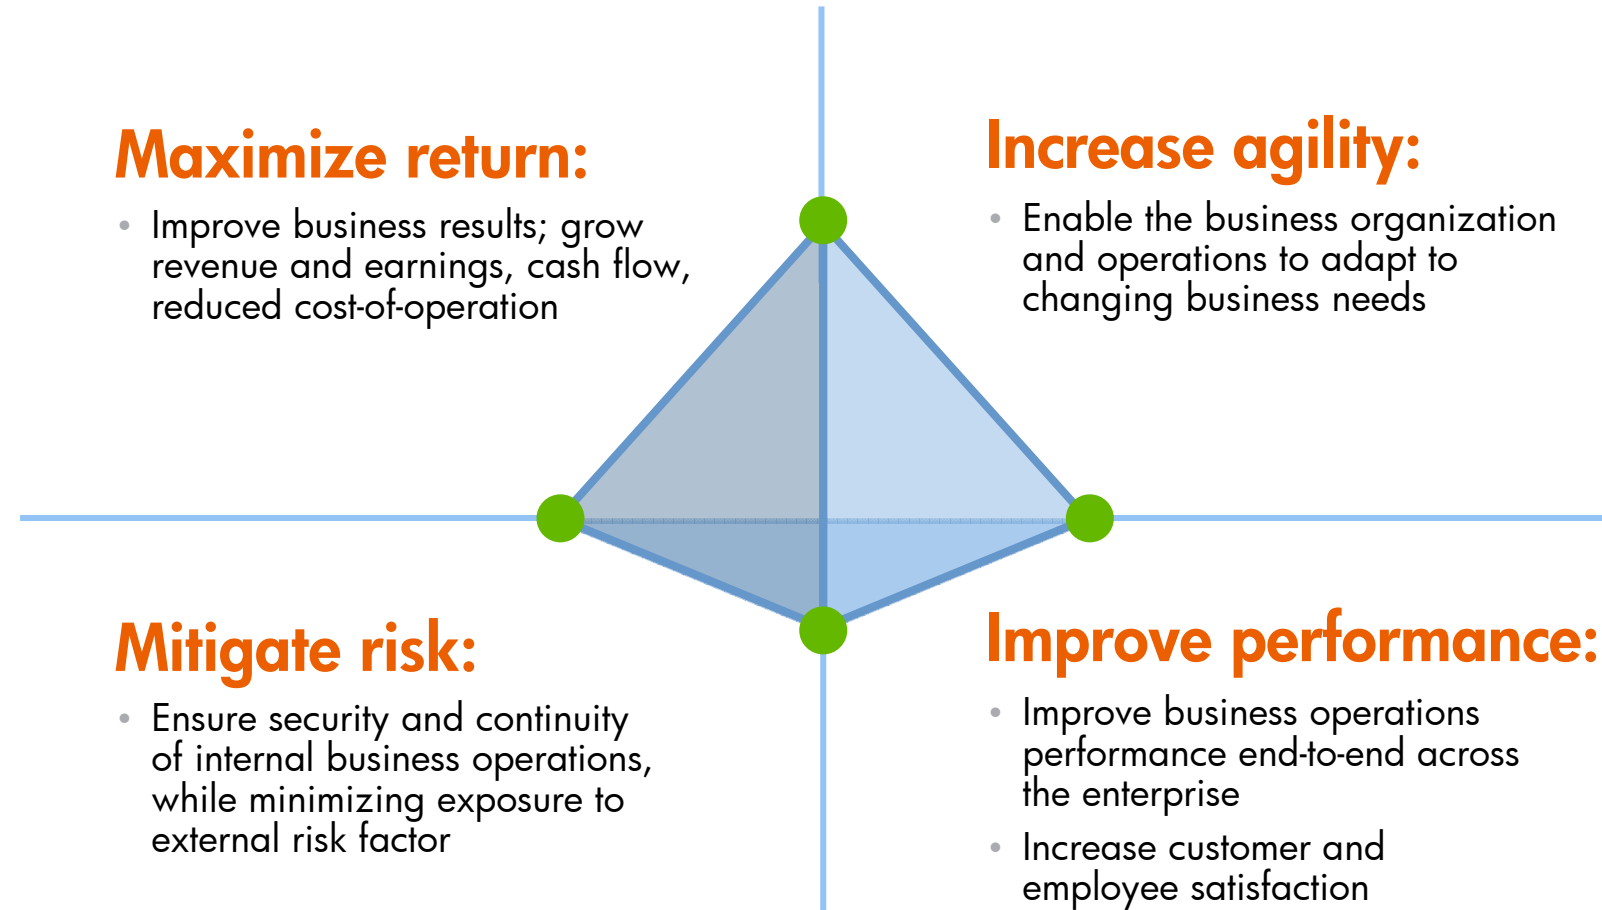 Maximize return:
• Improve business results; grow
revenue and earnings, cash flow,
reduced cost-of-operation
Increase agility:
• Enable the business organization
and operations to adapt to
changing business needs
Mitigate risk:
• Ensure security and continuity
of internal business operations,
while minimizing exposure to
external risk factor
Improve performance:
• Improve business operations
performance end-to-end across
the enterprise
• Increase customer and
employee satisfaction